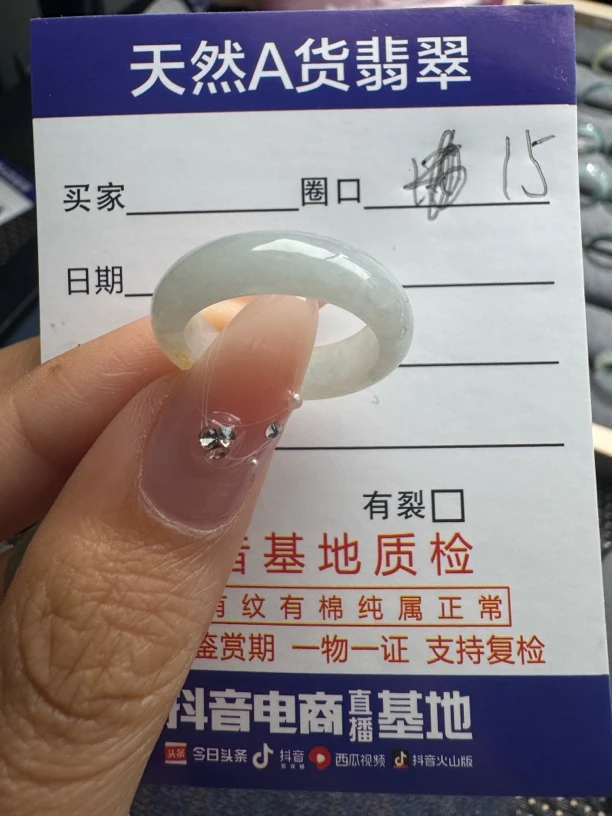 天然A货翡翠
买家 圈口 15
日期
有裂□
音基地质检
有纹有棉纯属正常
鉴赏期 一物一证 支持复检
抖音电商直播基地
头条 今日头条 抖音 西瓜视频 抖音火山版